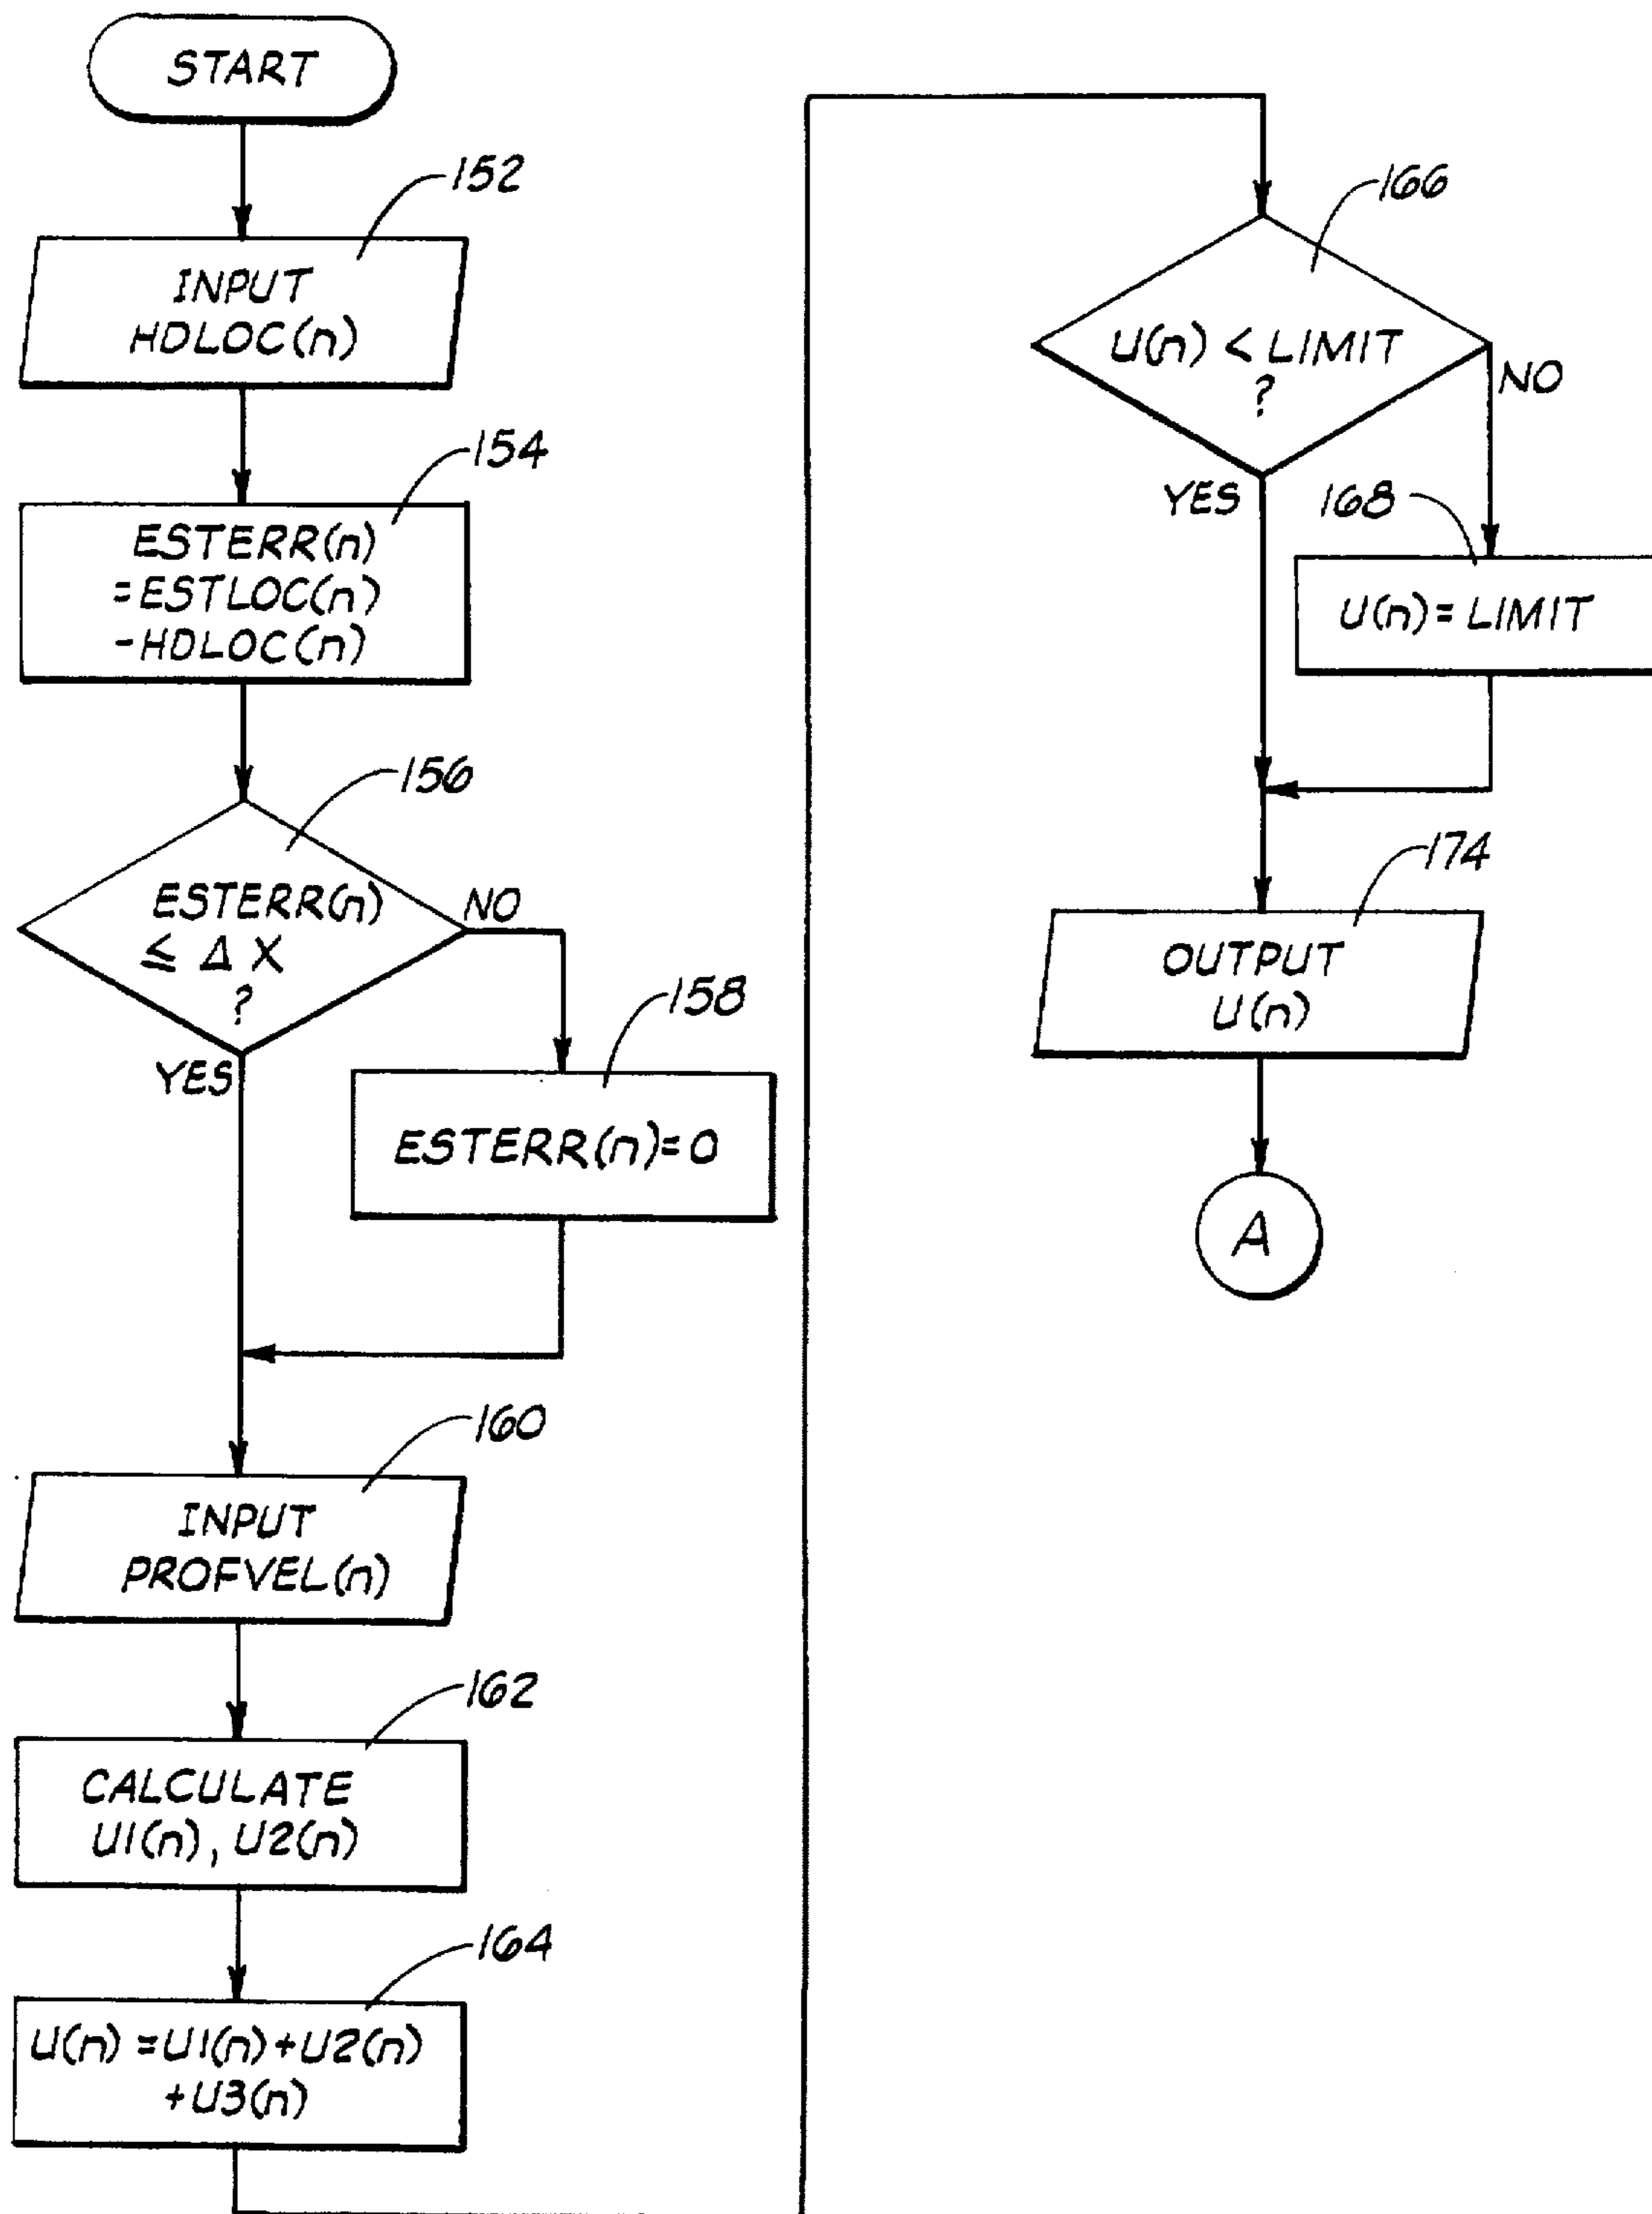 START
152
INPUT
HDLOC(n)
154
ESTERR(n)
=ESTLOC(n)
-HDLOC(n)
156
ESTERR(n)
≤ Δ X
?
NO
YES
158
ESTERR(n)=0
160
INPUT
PROFVEL(n)
162
CALCULATE
U1(n), U2(n)
164
U(n) =U1(n)+U2(n)
+U3(n)
166
U(n) < LIMIT
?
NO
YES
168
U(n)= LIMIT
174
OUTPUT
U(n)
A